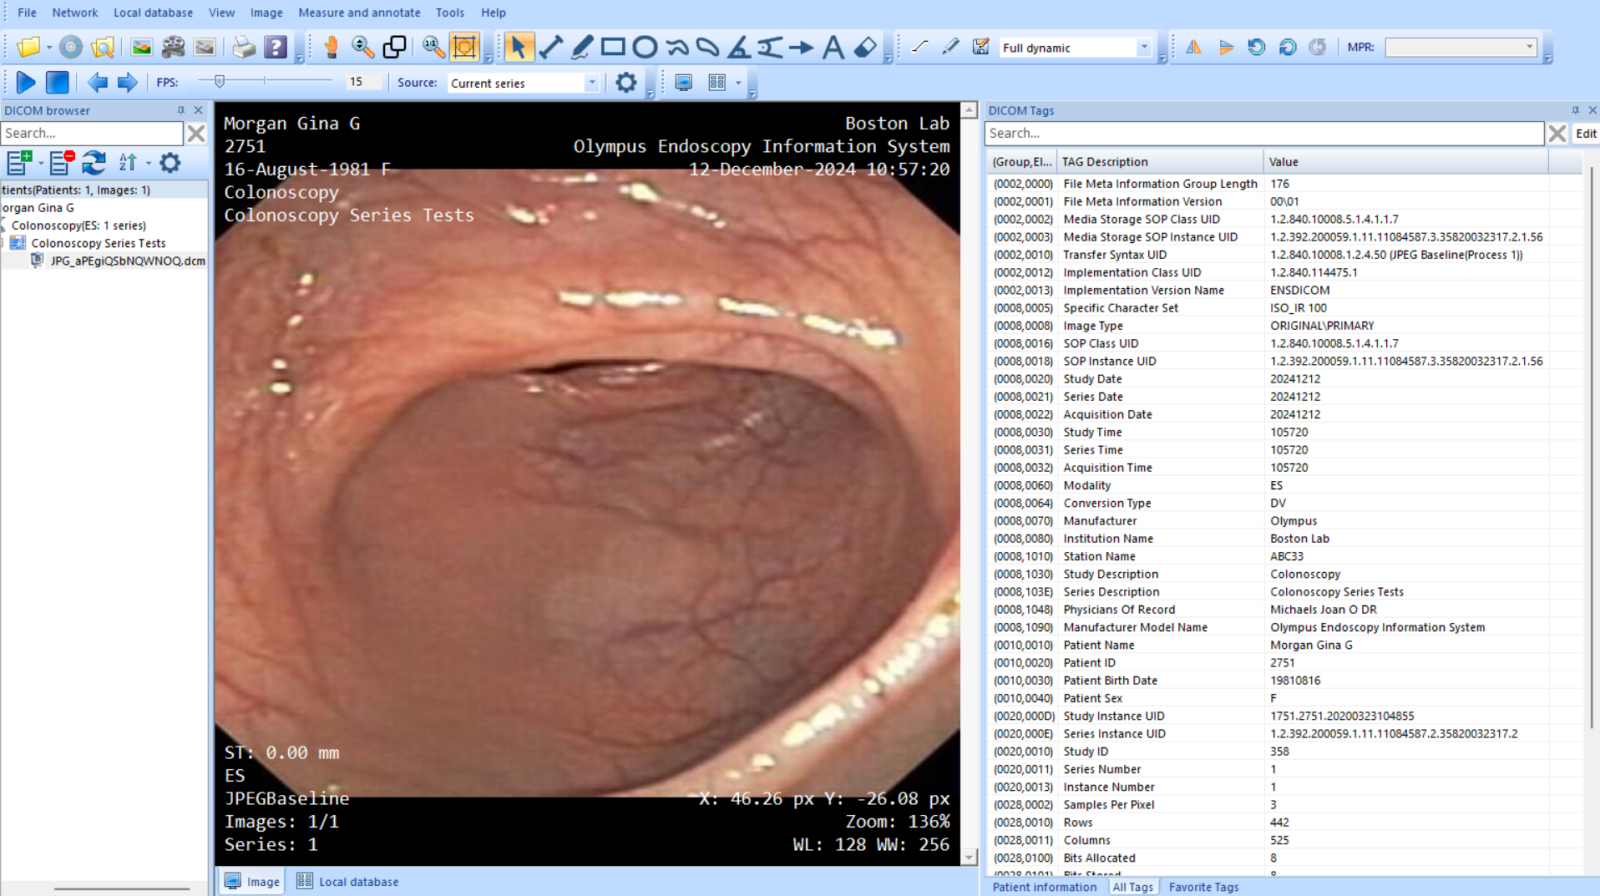 File Network Local database View Image Measure and annotate Tools Help
Full dynamic MPR:
FPS: 15 Source: Current series
DICOM browser
Search...
tients(Patients: 1, Images: 1)
organ Gina G
Colonoscopy(ES: 1 series)
Colonoscopy Series Tests
JPG_aPEgiQSbNQWNOQ.dcm
Morgan Gina G
2751
16-August-1981 F
Colonoscopy
Colonoscopy Series Tests
Boston Lab
Olympus Endoscopy Information System
12-December-2024 10:57:20
ST: 0.00 mm
ES
JPEGBaseline
Images: 1/1
Series: 1
X: 46.26 px Y: -26.08 px
Zoom: 136%
WL: 128 WW: 256
Image Local database
DICOM Tags
Search... Edit
(Group,El... TAG Description Value
(0002,0000) File Meta Information Group Length 176
(0002,0001) File Meta Information Version 00\01
(0002,0002) Media Storage SOP Class UID 1.2.840.10008.5.1.4.1.1.7
(0002,0003) Media Storage SOP Instance UID 1.2.392.200059.1.11.11084587.3.35820032317.2.1.56
(0002,0010) Transfer Syntax UID 1.2.840.10008.1.2.4.50 (JPEG Baseline(Process 1))
(0002,0012) Implementation Class UID 1.2.840.114475.1
(0002,0013) Implementation Version Name ENSDICOM
(0008,0005) Specific Character Set ISO_IR 100
(0008,0008) Image Type ORIGINAL\PRIMARY
(0008,0016) SOP Class UID 1.2.840.10008.5.1.4.1.1.7
(0008,0018) SOP Instance UID 1.2.392.200059.1.11.11084587.3.35820032317.2.1.56
(0008,0020) Study Date 20241212
(0008,0021) Series Date 20241212
(0008,0022) Acquisition Date 20241212
(0008,0030) Study Time 105720
(0008,0031) Series Time 105720
(0008,0032) Acquisition Time 105720
(0008,0060) Modality ES
(0008,0064) Conversion Type DV
(0008,0070) Manufacturer Olympus
(0008,0080) Institution Name Boston Lab
(0008,1010) Station Name ABC33
(0008,1030) Study Description Colonoscopy
(0008,103E) Series Description Colonoscopy Series Tests
(0008,1048) Physicians Of Record Michaels Joan O DR
(0008,1090) Manufacturer Model Name Olympus Endoscopy Information System
(0010,0010) Patient Name Morgan Gina G
(0010,0020) Patient ID 2751
(0010,0030) Patient Birth Date 19810816
(0010,0040) Patient Sex F
(0020,000D) Study Instance UID 1751.2751.20200323104855
(0020,000E) Series Instance UID 1.2.392.200059.1.11.11084587.2.35820032317.2
(0020,0010) Study ID 358
(0020,0011) Series Number 1
(0020,0013) Instance Number 1
(0028,0002) Samples Per Pixel 3
(0028,0010) Rows 442
(0028,0011) Columns 525
(0028,0100) Bits Allocated 8
(0028,0101) Bits Stored 8
Patient information All Tags Favorite Tags